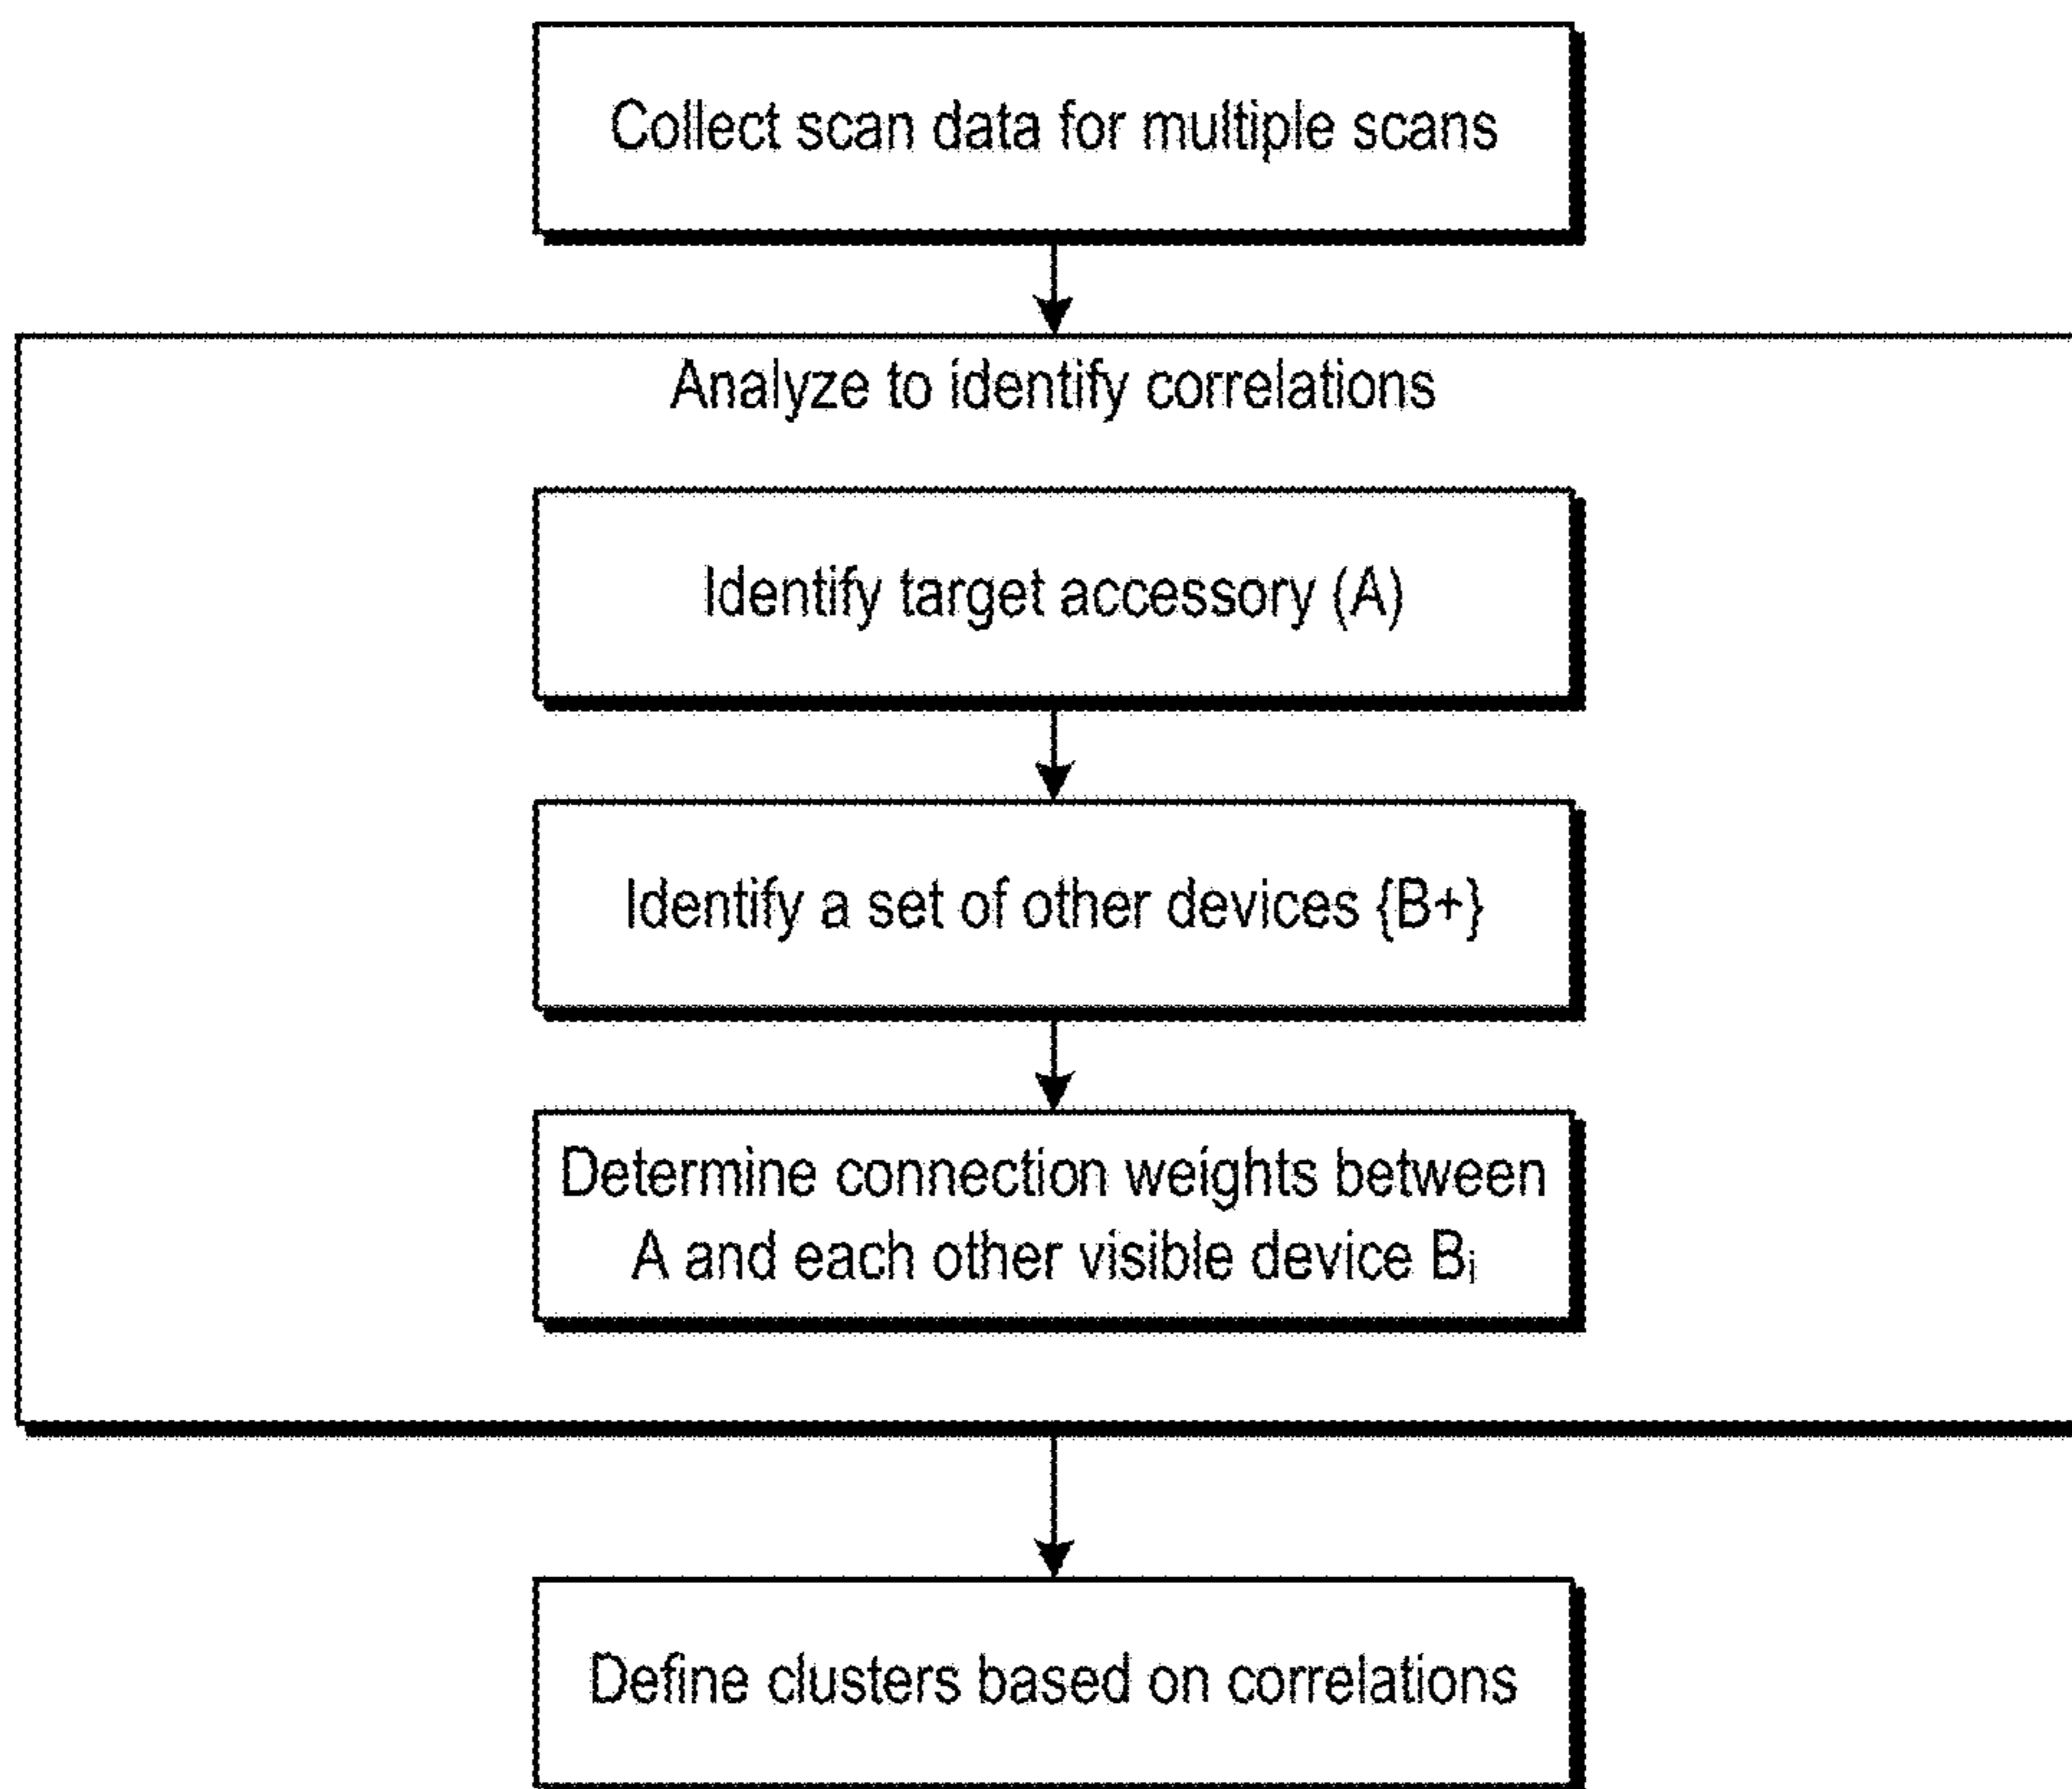 Collect scan data for multiple scans
Analyze to identify correlations
Identify target accessory (A)
Identify a set of other devices {B+}
Determine connection weights between
A and each other visible device Bᵢ
Define clusters based on correlations